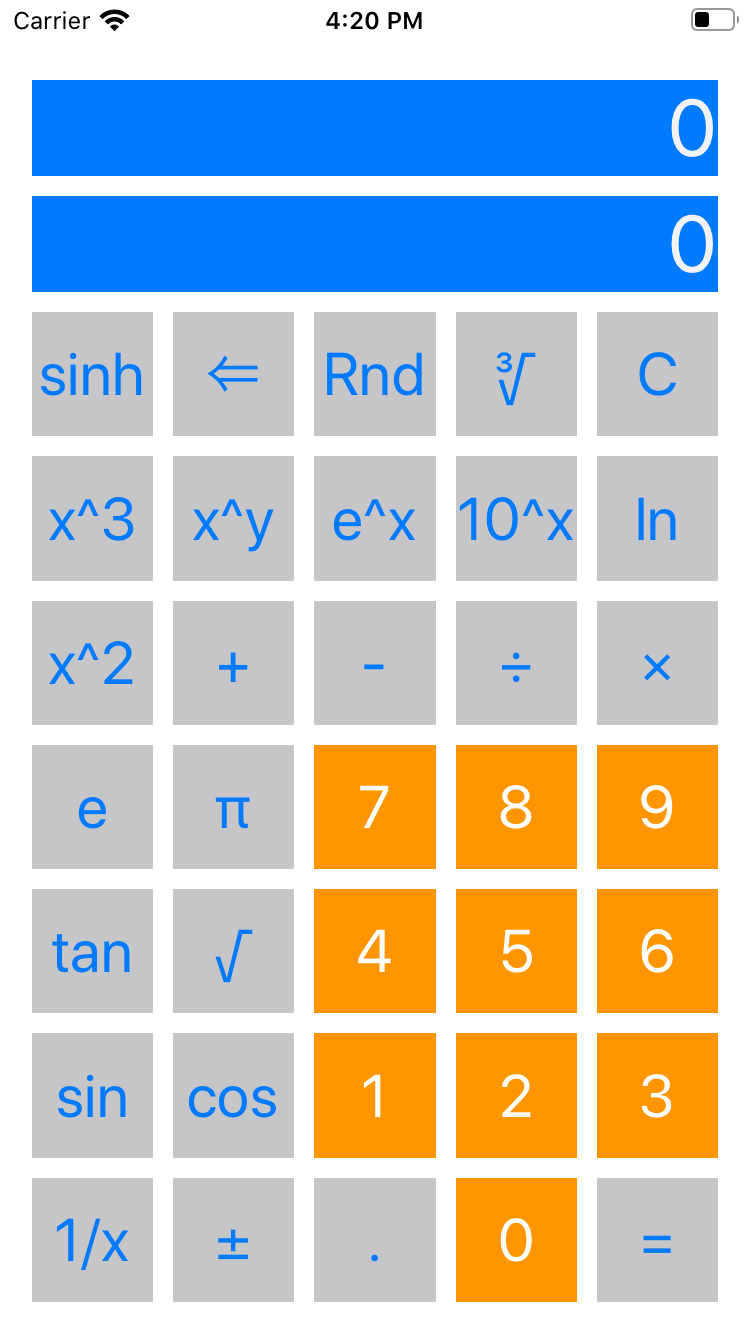 Carrier 4:20 PM
0
0
sinh ⇐ Rnd ∛ C
x^3 x^y e^x 10^x ln
x^2 + - ÷ ×
e π 7 8 9
tan √ 4 5 6
sin cos 1 2 3
1/x ± . 0 =